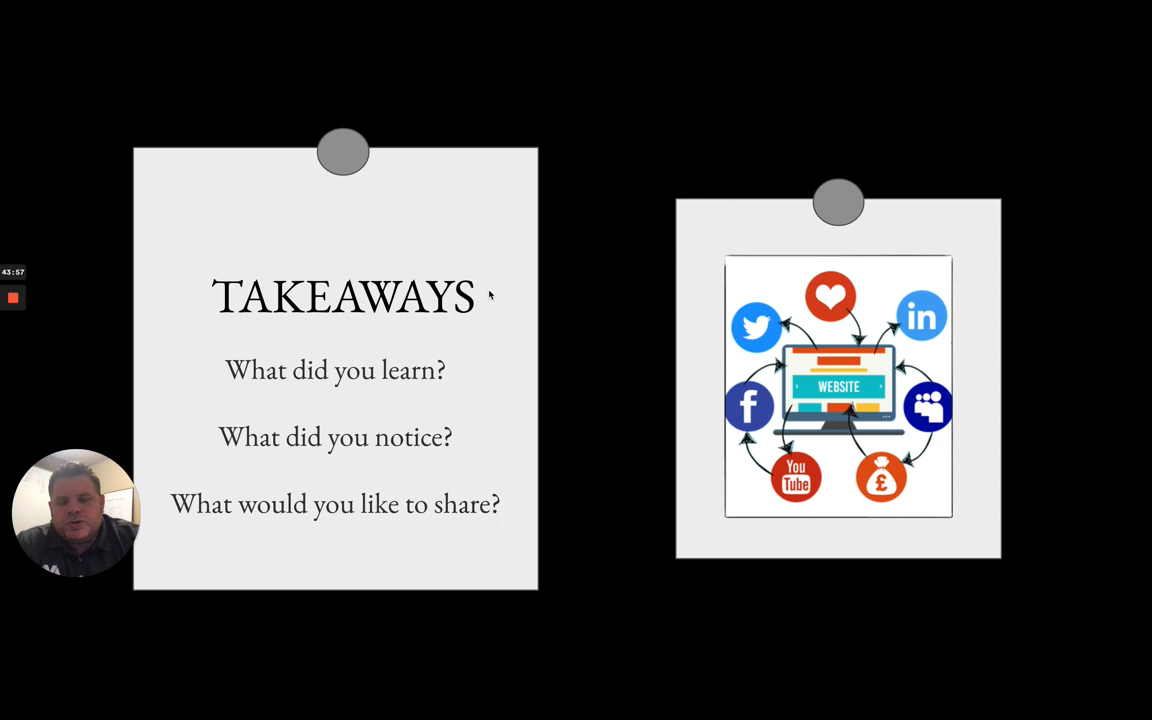 43:57
TAKEAWAYS
What did you learn?
What did you notice?
What would you like to share?
in
WEBSITE
f
You
Tube
£